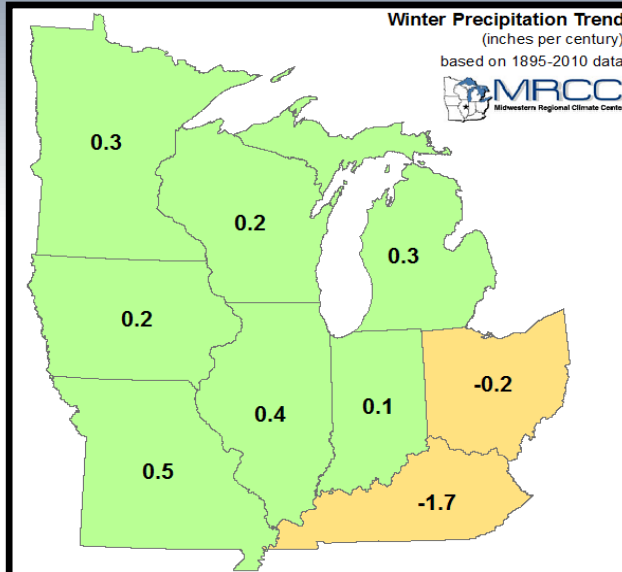 Winter Precipitation Trend
(inches per century)
based on 1895-2010 data
MRCC
Midwestern Regional Climate Cente
0.3
0.2
0.3
0.2
0.4
0.1
-0.2
0.5
-1.7